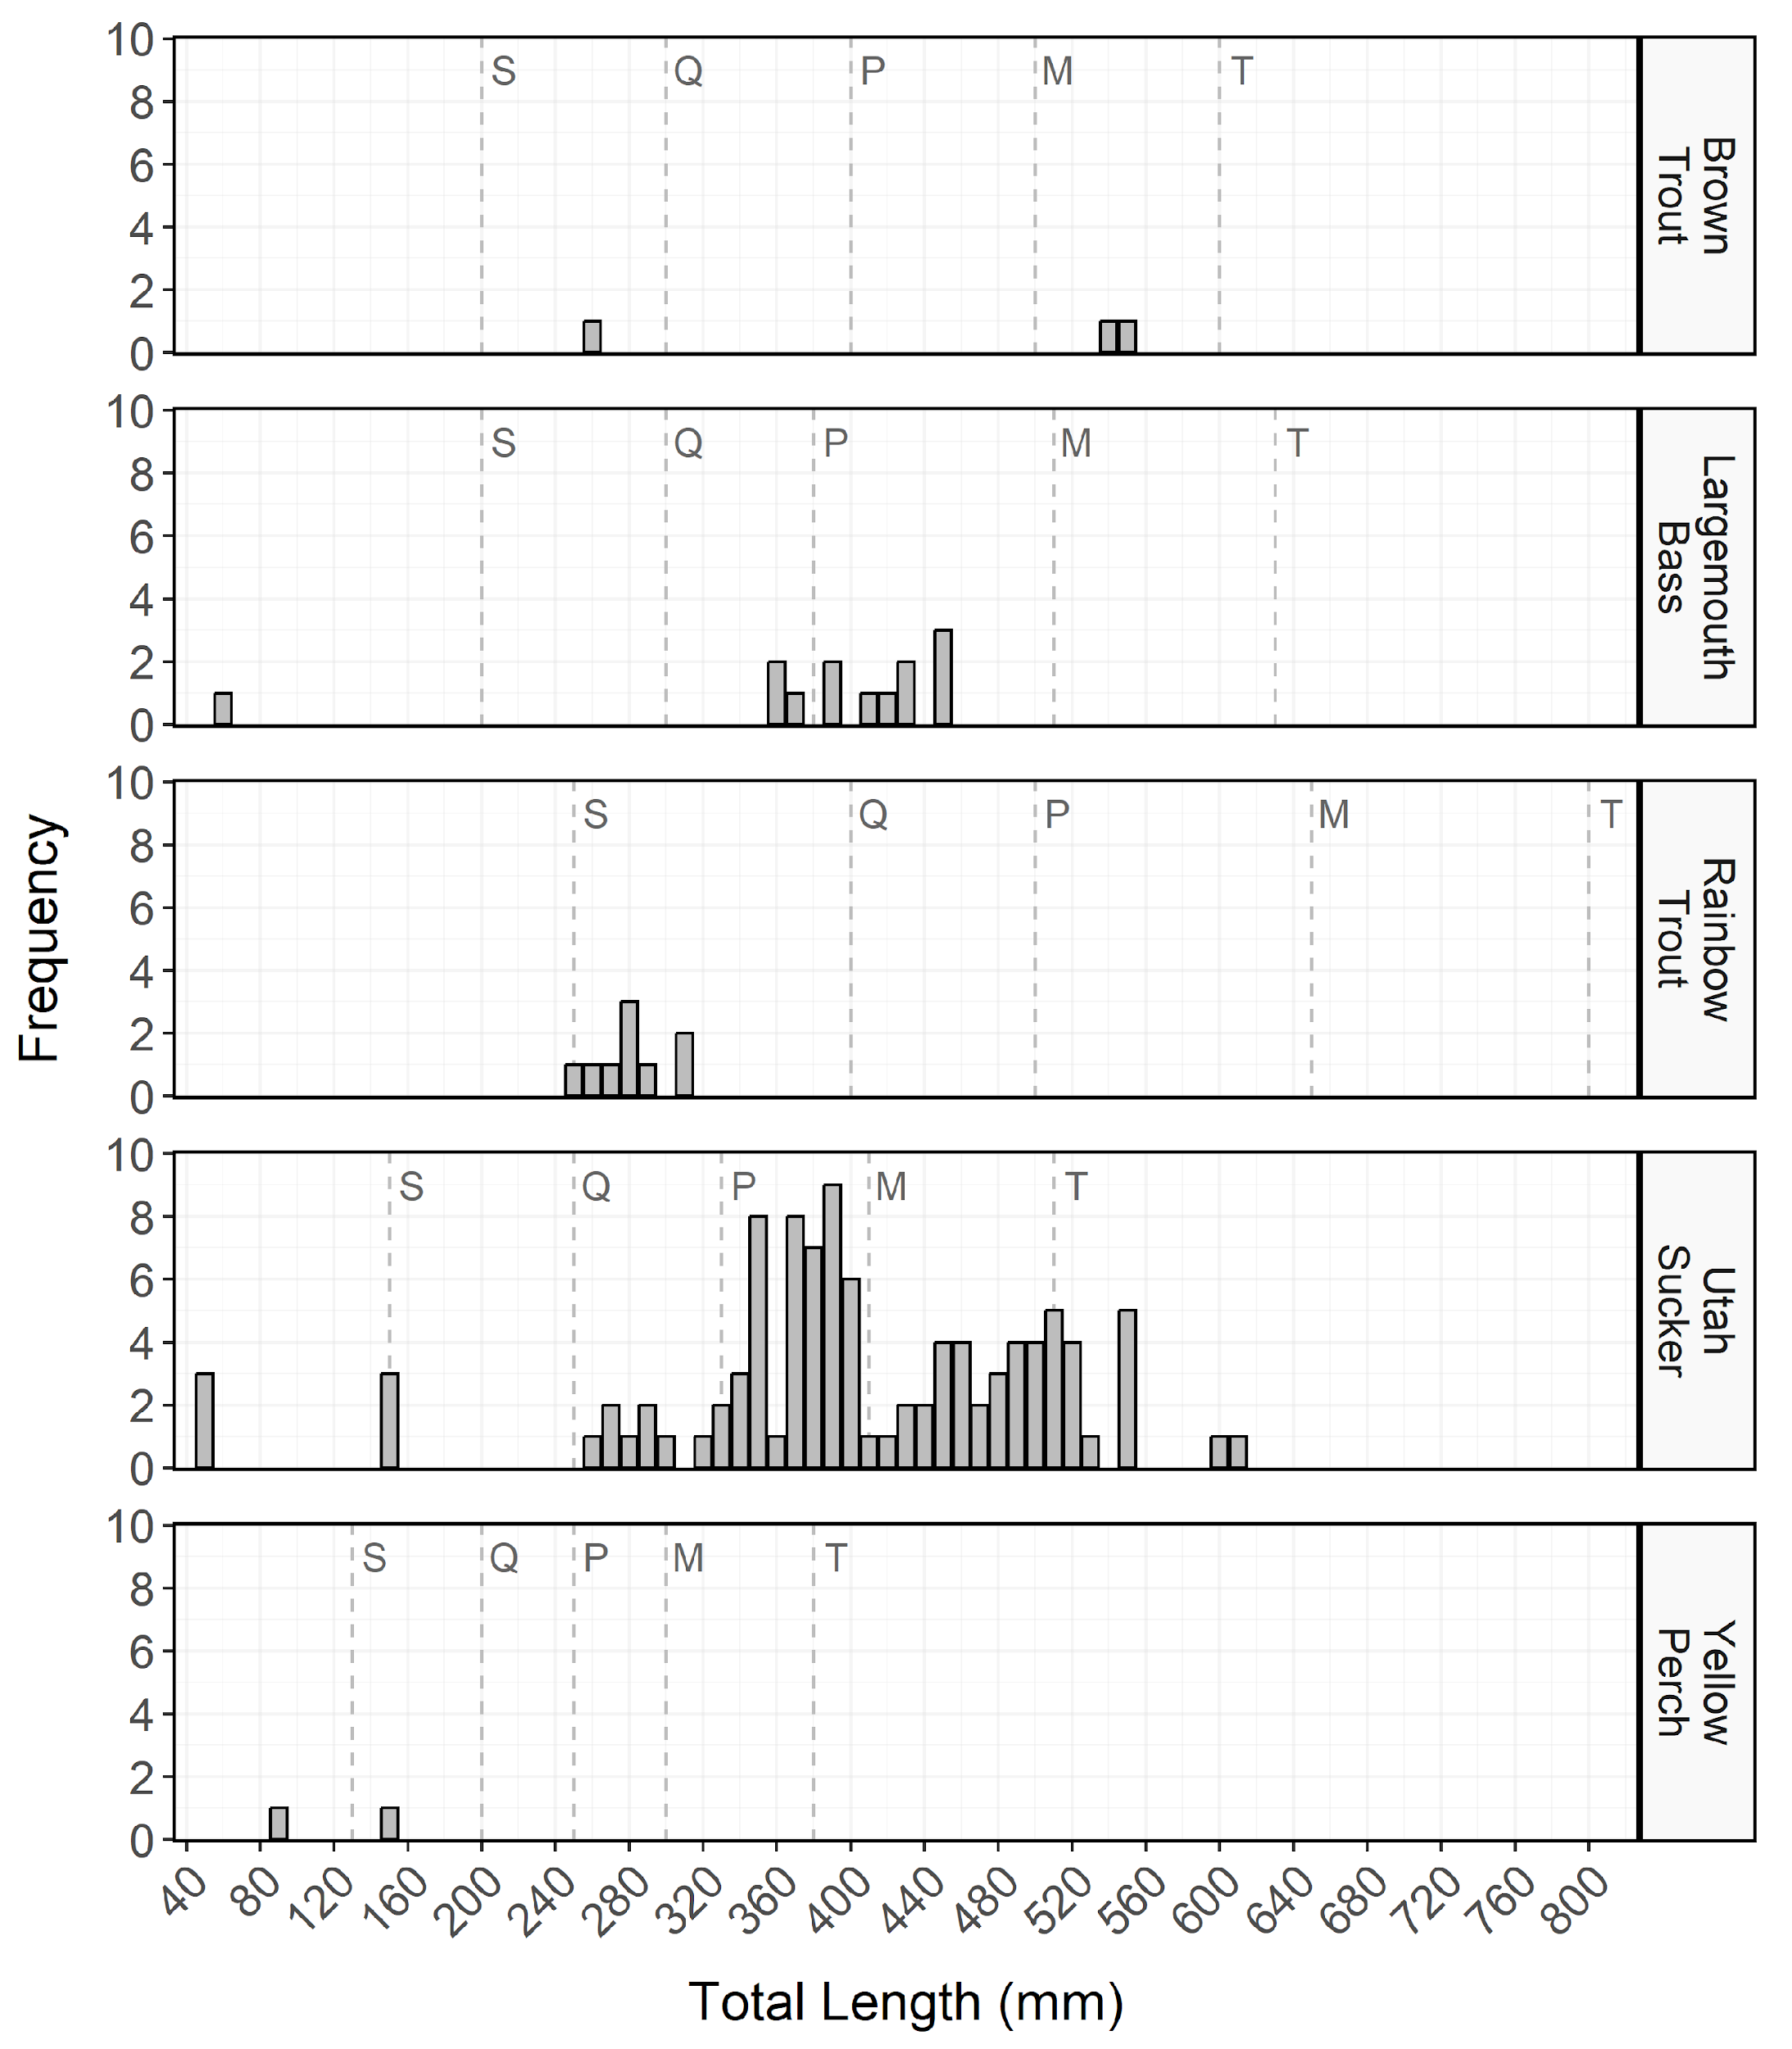 Frequency
10
8
6
4
2
0
S Q P M T
Brown
Trout
10
8
6
4
2
0
S Q P M T
Largemouth
Bass
10
8
6
4
2
0
S Q P M T
Rainbow
Trout
10
8
6
4
2
0
S Q P M T
Utah
Sucker
10
8
6
4
2
0
S Q P M T
Yellow
Perch
40 80 120 160 200 240 280 320 360 400 440 480 520 560 600 640 680 720 760 800
Total Length (mm)